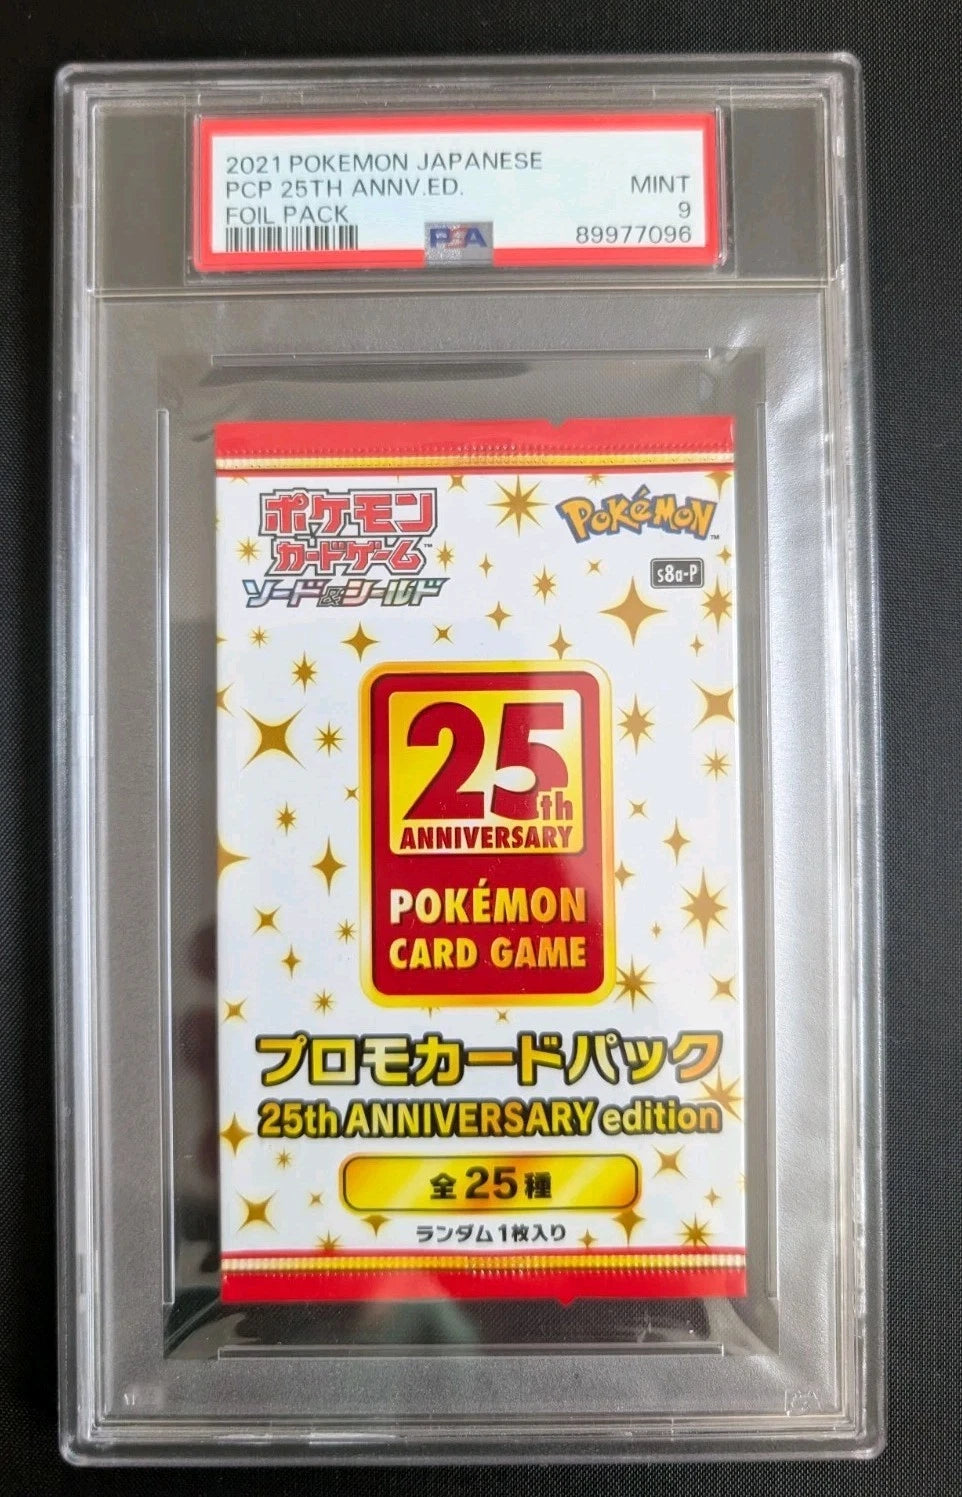 2021 POKEMON JAPANESE
PCP 25TH ANNV.ED. MINT
FOIL PACK 9
PSA 89977096
ポケモン
カードゲーム™
ソード&シールド
Pokémon™
s8a-P
25th
ANNIVERSARY
POKÉMON
CARD GAME
プロモカードパック
25th ANNIVERSARY edition
全25種
ランダム1枚入り